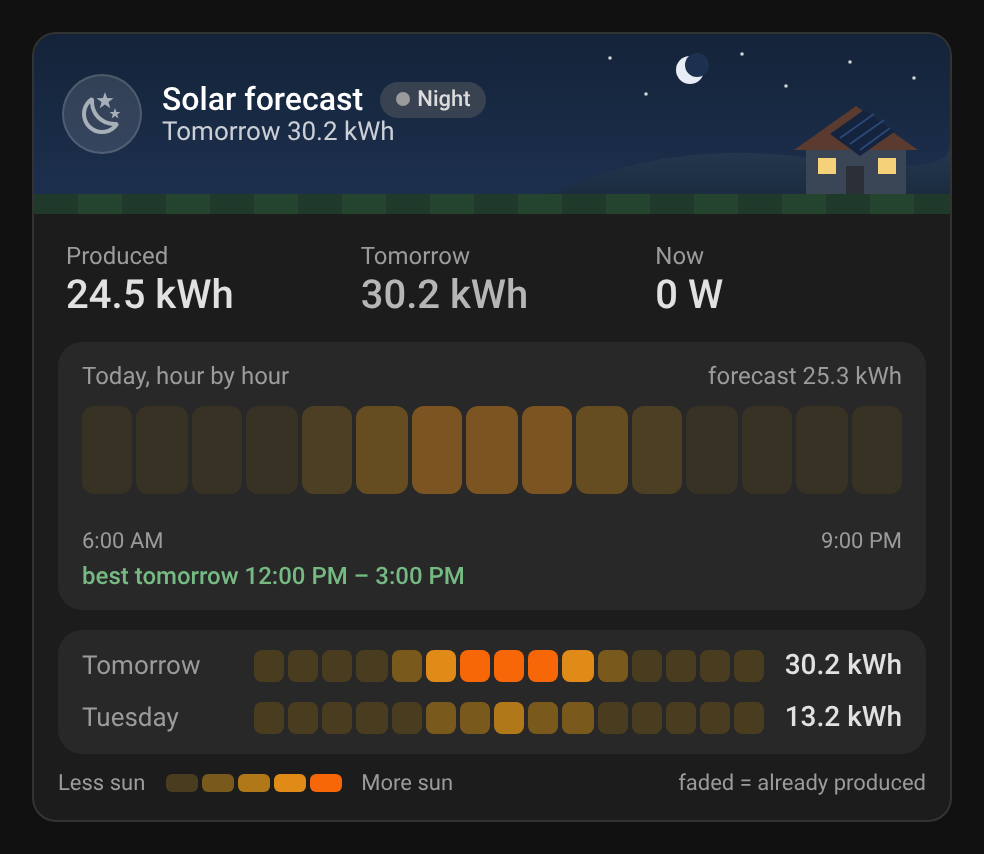 Solar forecast
Night
Tomorrow 30.2 kWh
Produced
Tomorrow
Now
24.5 kWh
30.2 kWh
0 W
Today, hour by hour
forecast 25.3 kWh
6:00 AM
9:00 PM
best tomorrow 12:00 PM – 3:00 PM
Tomorrow
30.2 kWh
Tuesday
13.2 kWh
Less sun
More sun
faded = already produced